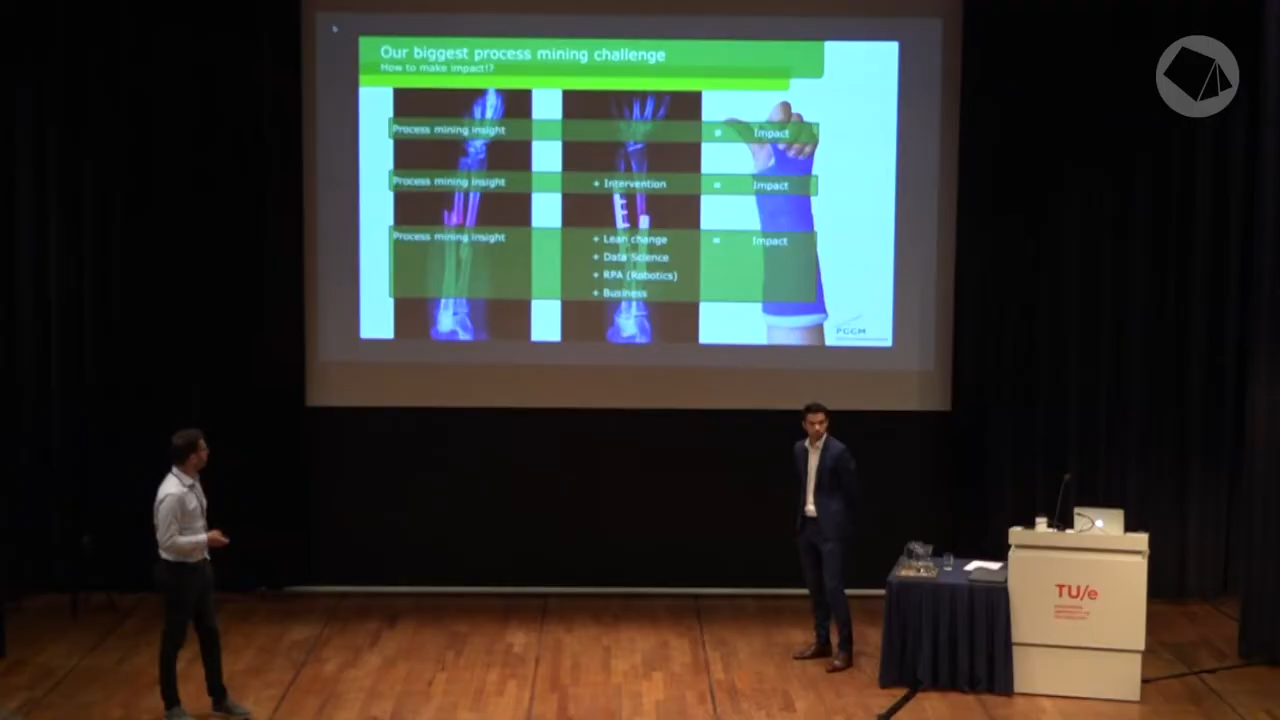 Our biggest process mining challenge
How to make impact!?
Process mining insight ≠ Impact
Process mining insight + Intervention = Impact
Process mining insight + Lean change = Impact
+ Data Science
+ RPA (Robotics)
+ Business
PGGM
TU/e